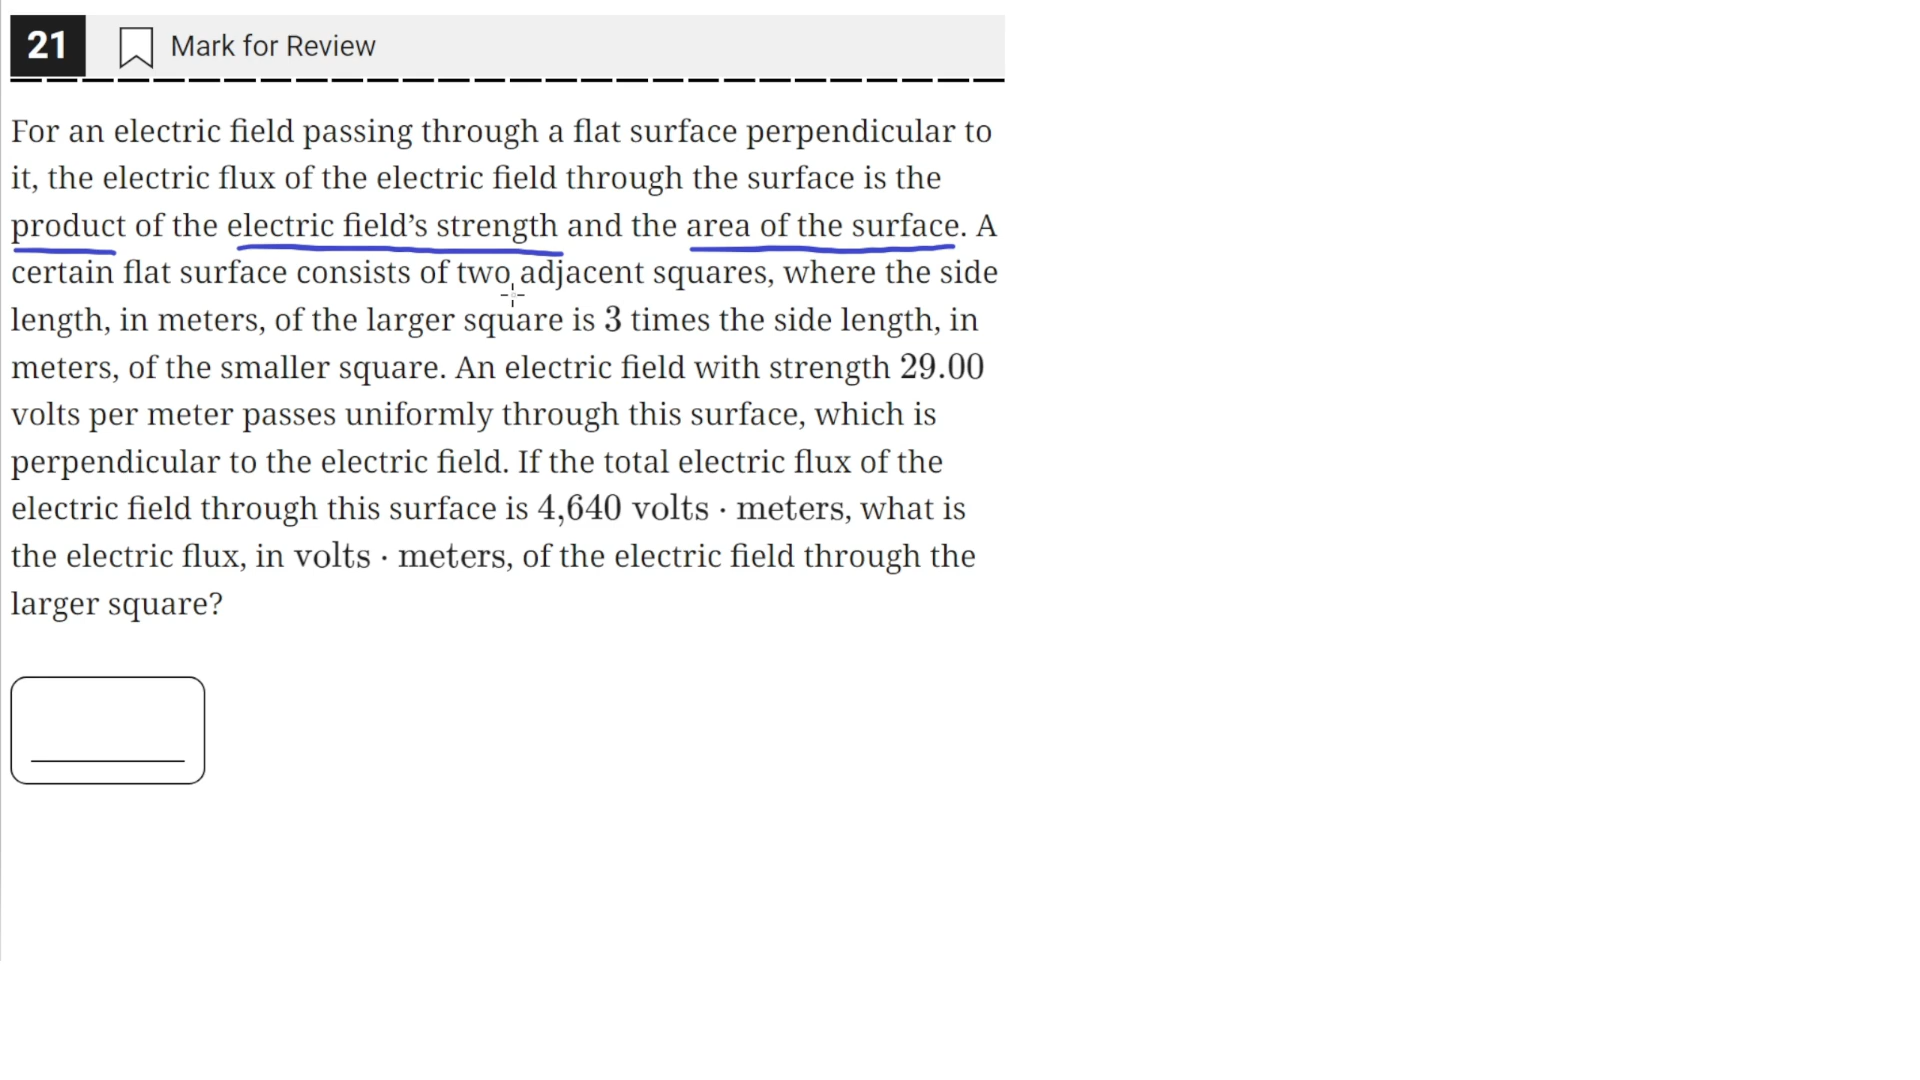 21 Mark for Review
For an electric field passing through a flat surface perpendicular to
it, the electric flux of the electric field through the surface is the
product of the electric field’s strength and the area of the surface. A
certain flat surface consists of two adjacent squares, where the side
length, in meters, of the larger square is 3 times the side length, in
meters, of the smaller square. An electric field with strength 29.00
volts per meter passes uniformly through this surface, which is
perpendicular to the electric field. If the total electric flux of the
electric field through this surface is 4,640 volts · meters, what is
the electric flux, in volts · meters, of the electric field through the
larger square?